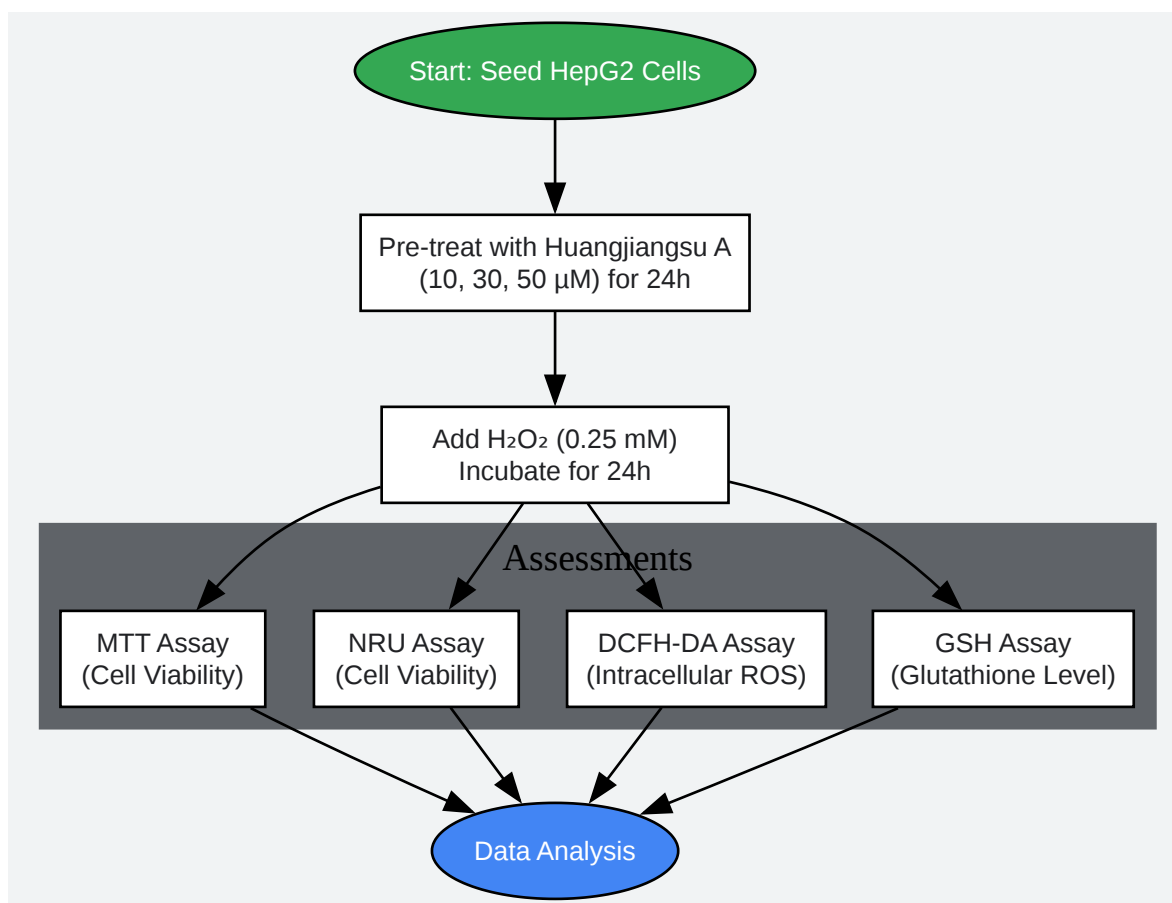 Start: Seed HepG2 Cells
Pre-treat with Huangjiangsu A
(10, 30, 50 µM) for 24h
Add H₂O₂ (0.25 mM)
Incubate for 24h
Assessments
MTT Assay
(Cell Viability)
NRU Assay
(Cell Viability)
DCFH-DA Assay
(Intracellular ROS)
GSH Assay
(Glutathione Level)
Data Analysis